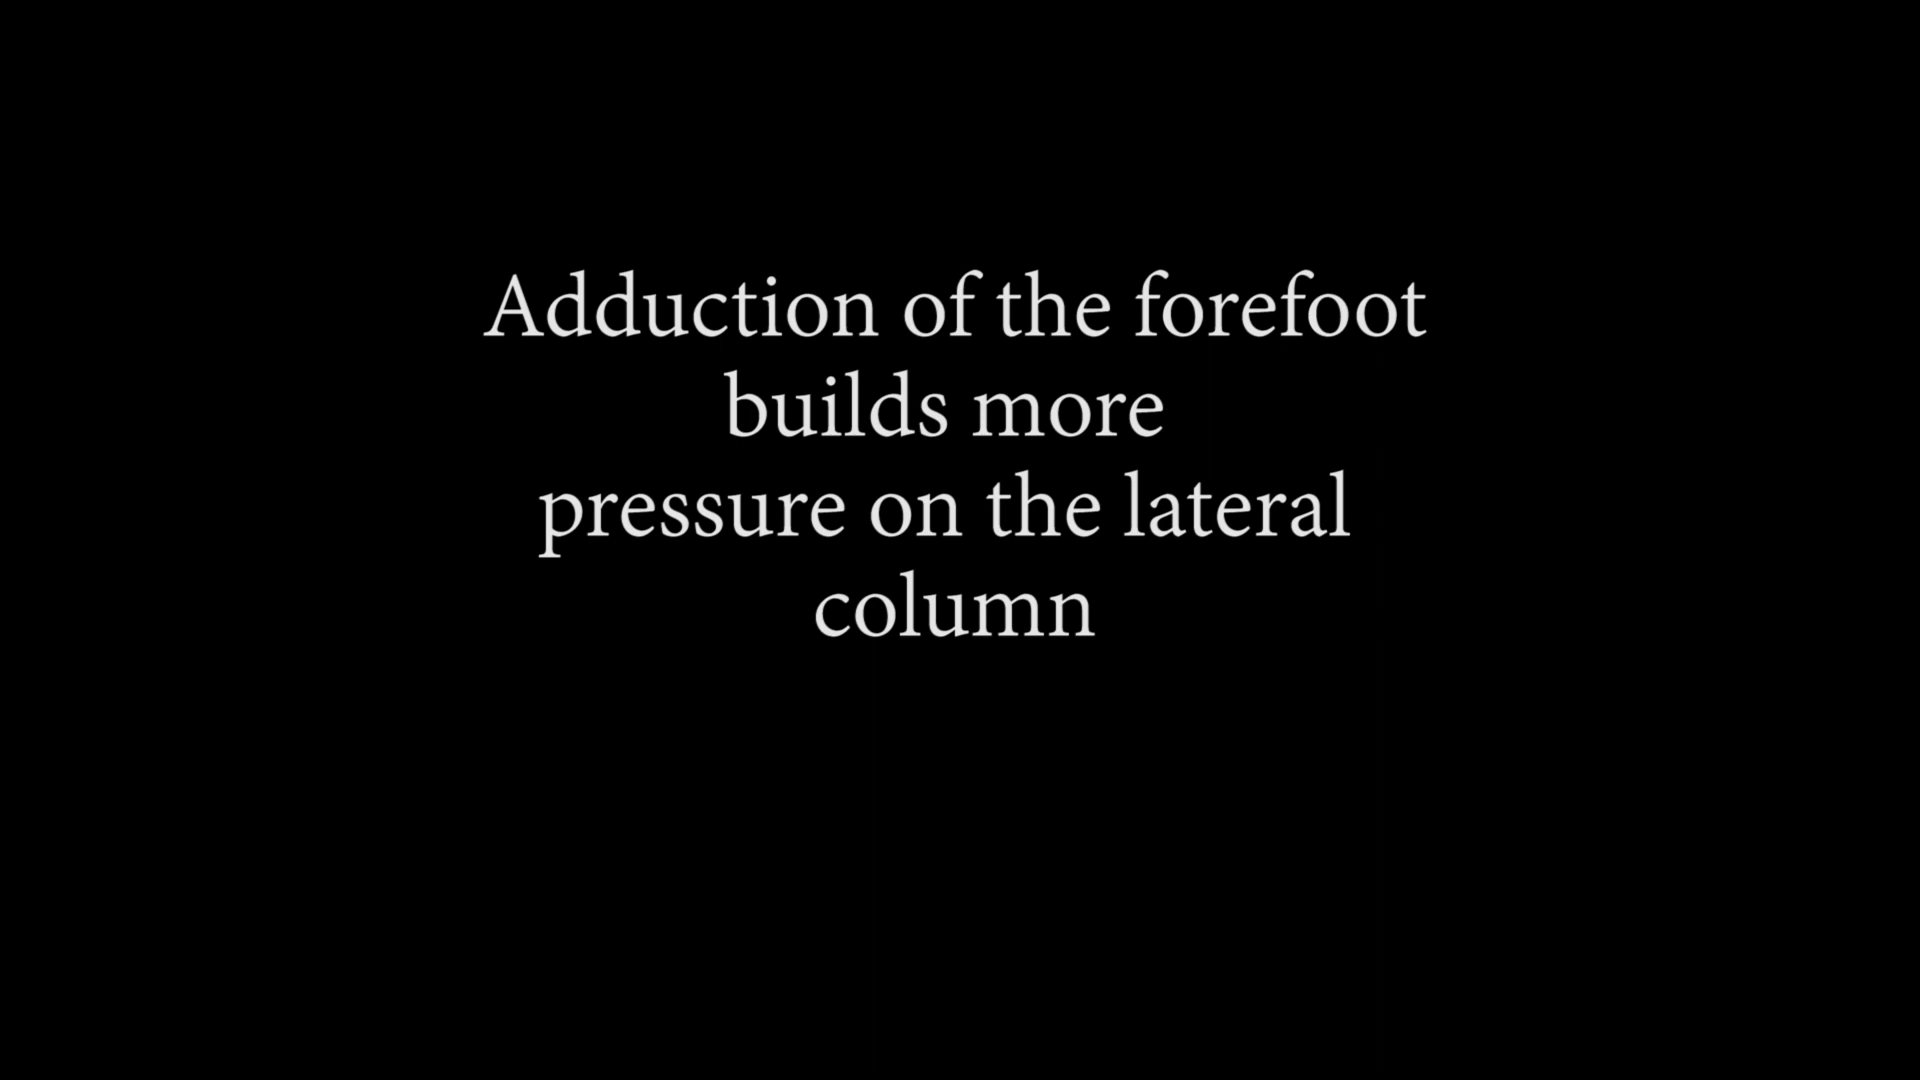 Adduction of the forefoot
builds more
pressure on the lateral
column